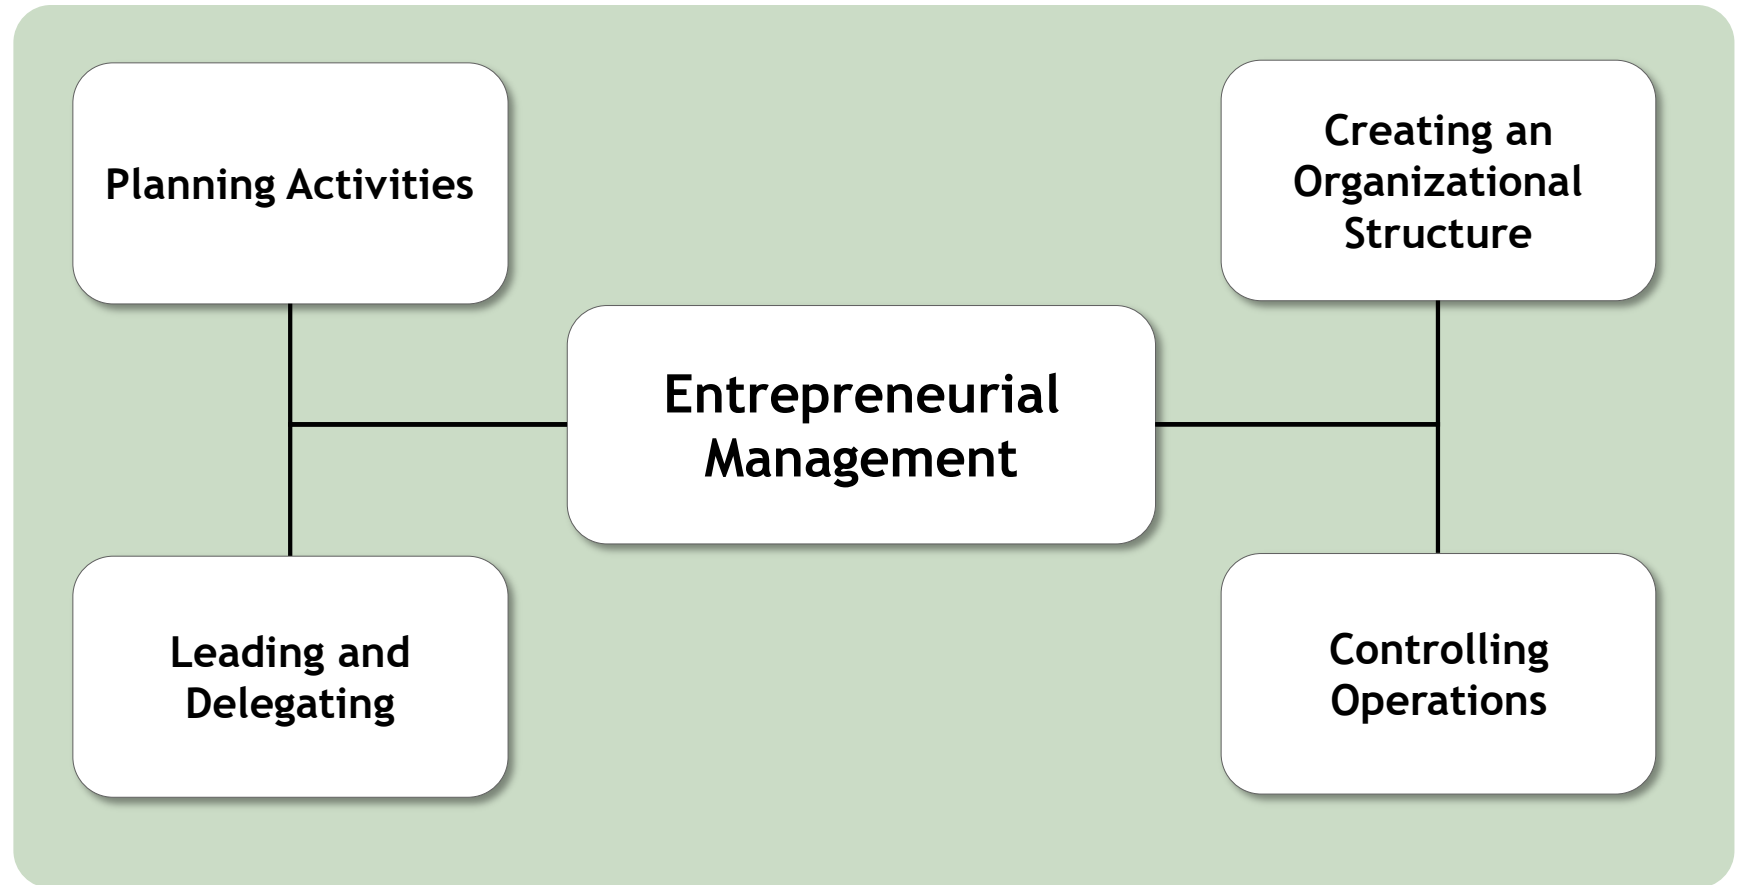 Planning Activities
Creating an
Organizational
Structure
Entrepreneurial
Management
Leading and
Delegating
Controlling
Operations